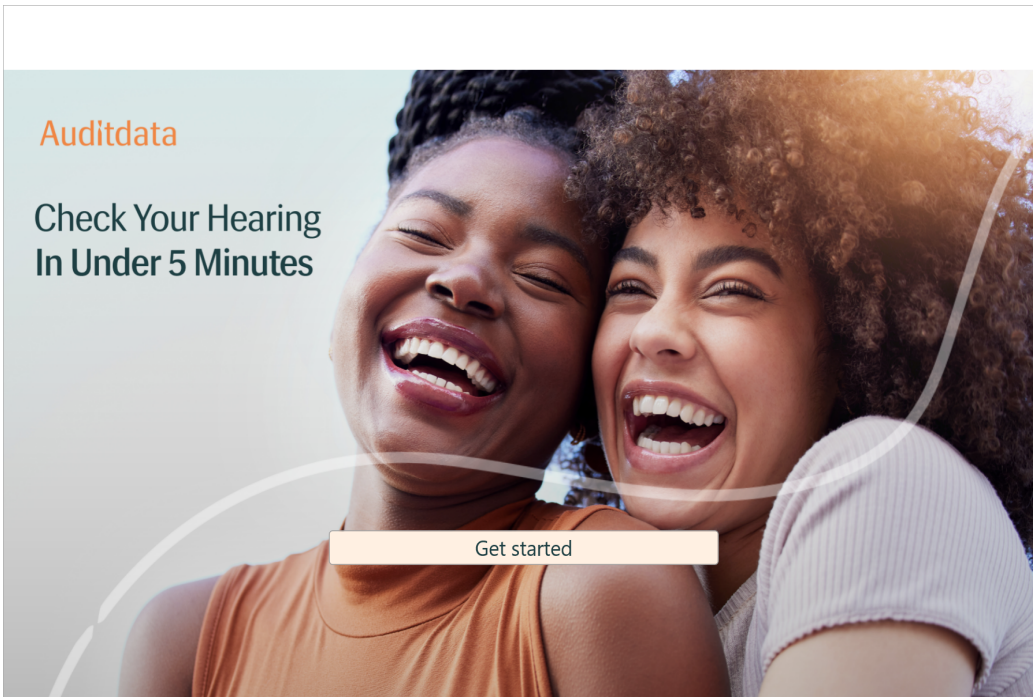 Auditdata
Check Your Hearing
In Under 5 Minutes
Get started